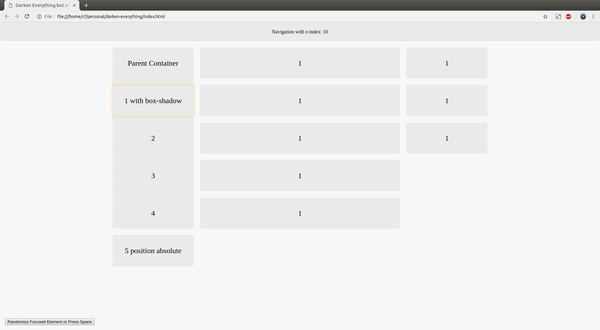 Darken Everything but
File
file:///home/cf/personal/darken-everything/index.html
Navigation with z-index: 10
Parent Container
1
1
1 with box-shadow
1
1
2
1
1
3
1
4
1
5 position absolute
Randomize Focused Element or Press Space